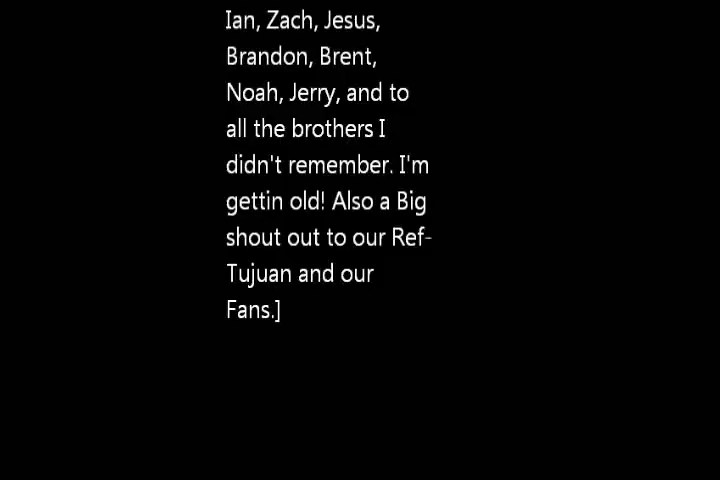 Ian, Zach, Jesus,
Brandon, Brent,
Noah, Jerry, and to
all the brothers I
didn't remember. I'm
gettin old! Also a Big
shout out to our Ref-
Tujuan and our
Fans.]